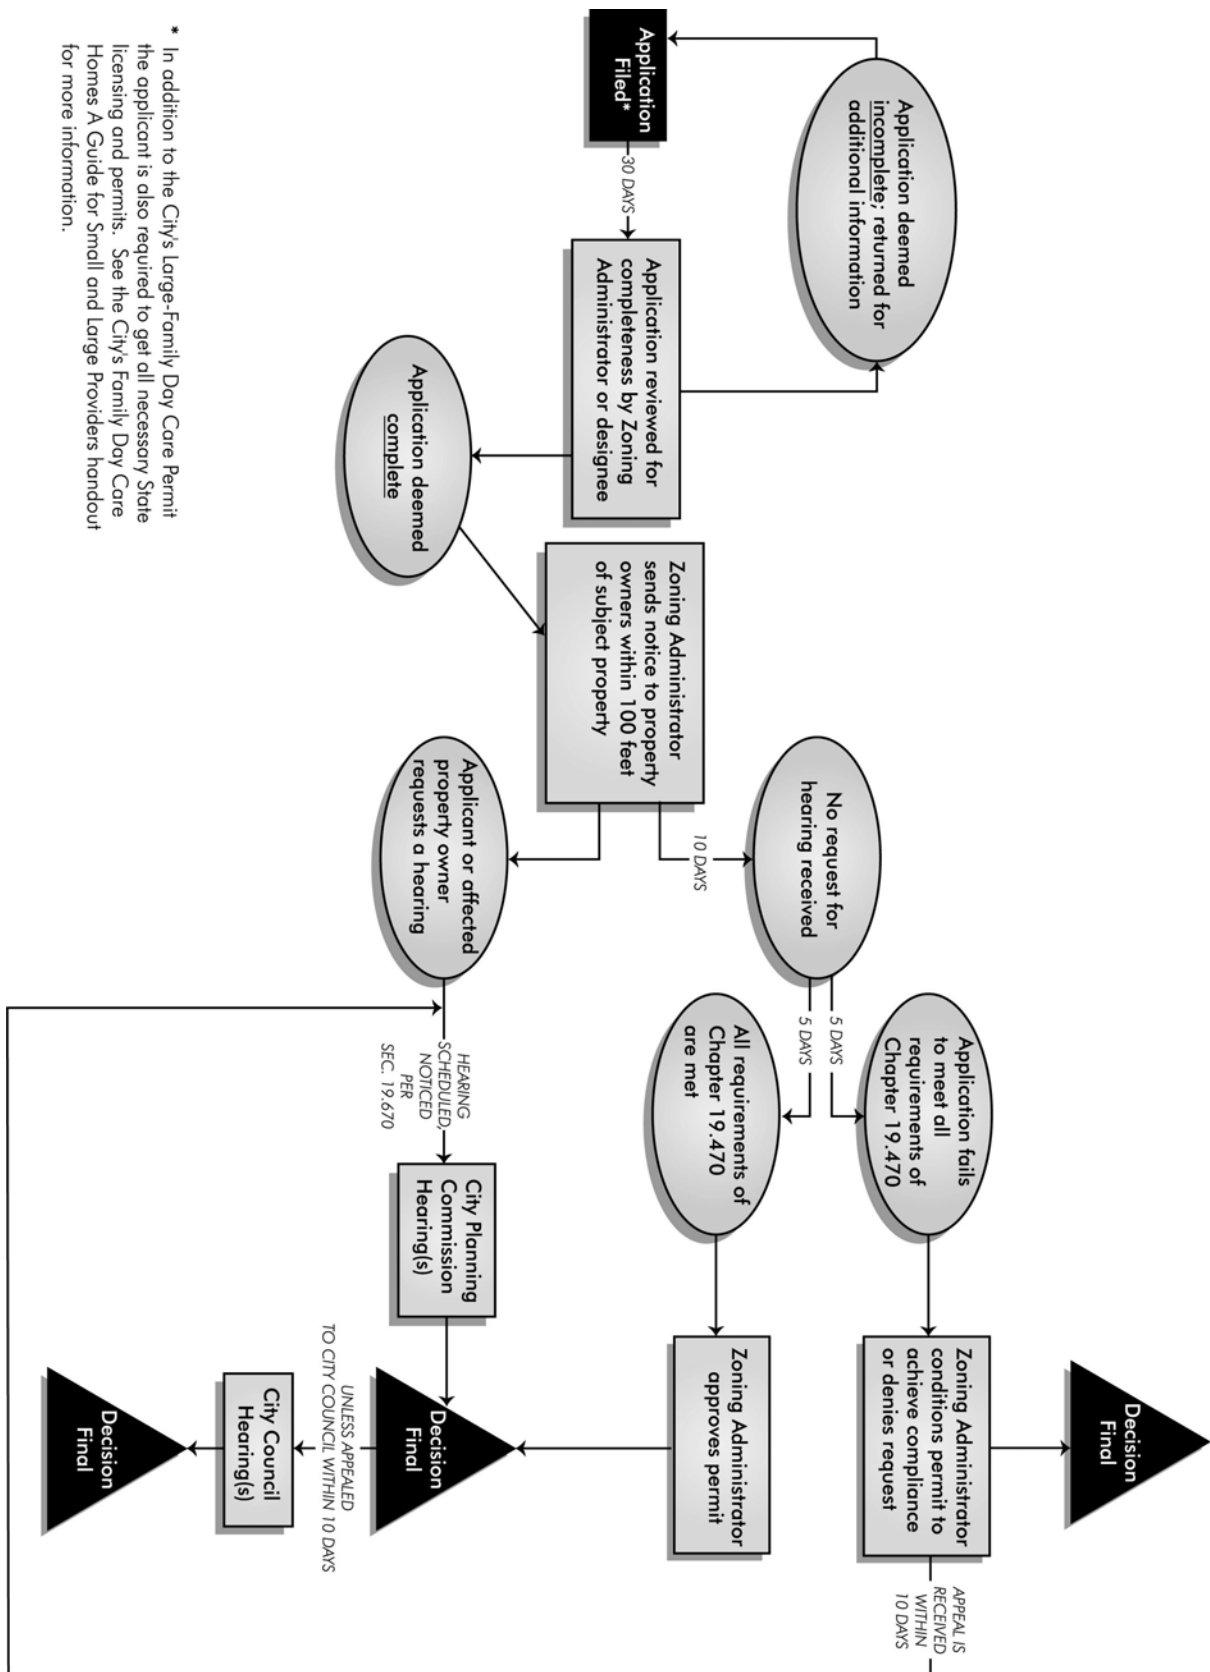 Application deemed
incomplete; returned for
additional information
Application
Filed*
30 DAYS
Application reviewed for
completeness by Zoning
Administrator or designee
Application deemed
complete
Zoning Administrator
sends notice to property
owners within 100 feet
of subject property
10 DAYS
No request for
hearing received
Applicant or affected
property owner
requests a hearing
5 DAYS
5 DAYS
Application fails
to meet all
requirements of
Chapter 19.470
All requirements of
Chapter 19.470
are met
HEARING
SCHEDULED,
NOTICED
PER
SEC. 19.670
City Planning
Commission
Hearing(s)
Zoning Administrator
conditions permit to
achieve compliance
or denies request
Zoning Administrator
approves permit
Decision
Final
Decision
Final
APPEAL IS
RECEIVED
WITHIN
10 DAYS
UNLESS APPEALED
TO CITY COUNCIL WITHIN 10 DAYS
City Council
Hearing(s)
Decision
Final
* In addition to the City's Large-Family Day Care Permit
the applicant is also required to get all necessary State
licensing and permits. See the City's Family Day Care
Homes A Guide for Small and Large Providers handout
for more information.